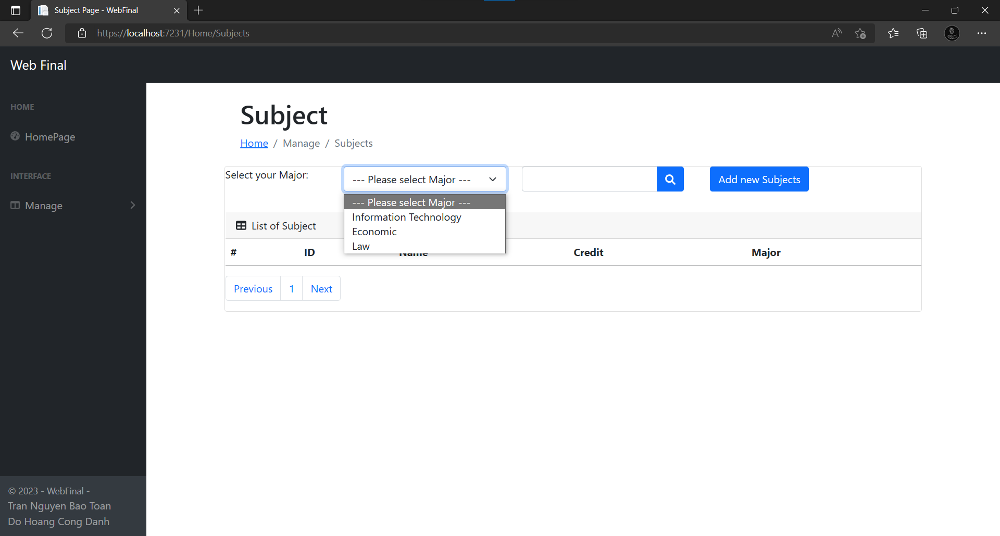 Subject Page - WebFinal
https://localhost:7231/Home/Subjects
Web Final
HOME
HomePage
INTERFACE
Manage
Subject
Home / Manage / Subjects
Select your Major:
--- Please select Major ---
Add new Subjects
--- Please select Major ---
Information Technology
Economic
Law
List of Subject
# ID Name Credit Major
Previous 1 Next
© 2023 - WebFinal -
Tran Nguyen Bao Toan
Do Hoang Cong Danh